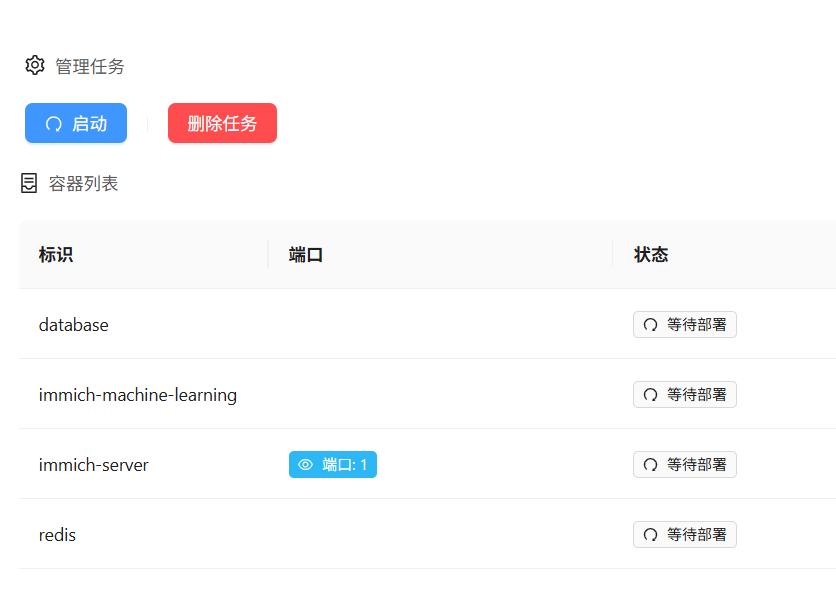 管理任务
启动 删除任务
容器列表
标识 端口 状态
database 等待部署
immich-machine-learning 等待部署
immich-server 端口: 1 等待部署
redis 等待部署